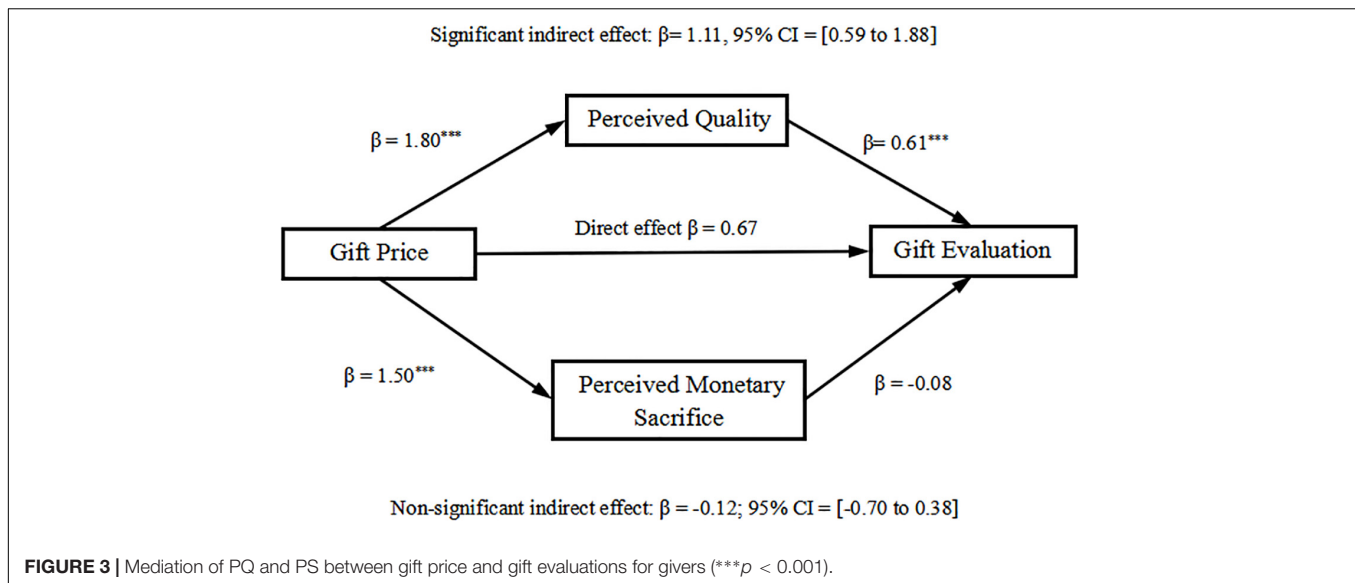 Significant indirect effect: β= 1.11, 95% CI = [0.59 to 1.88]
Perceived Quality
β = 1.80***
β= 0.61***
Direct effect β = 0.67
Gift Price
Gift Evaluation
β = 1.50***
Perceived Monetary
Sacrifice
β = -0.08
Non-significant indirect effect: β = -0.12; 95% CI = [-0.70 to 0.38]
FIGURE 3 | Mediation of PQ and PS between gift price and gift evaluations for givers (***p < 0.001).